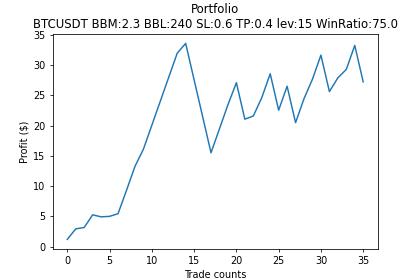 Portfolio
BTCUSDT BBM:2.3 BBL:240 SL:0.6 TP:0.4 lev:15 WinRatio:75.0
35
30
25
20
15
10
5
0
Profit ($)
0 5 10 15 20 25 30 35
Trade counts